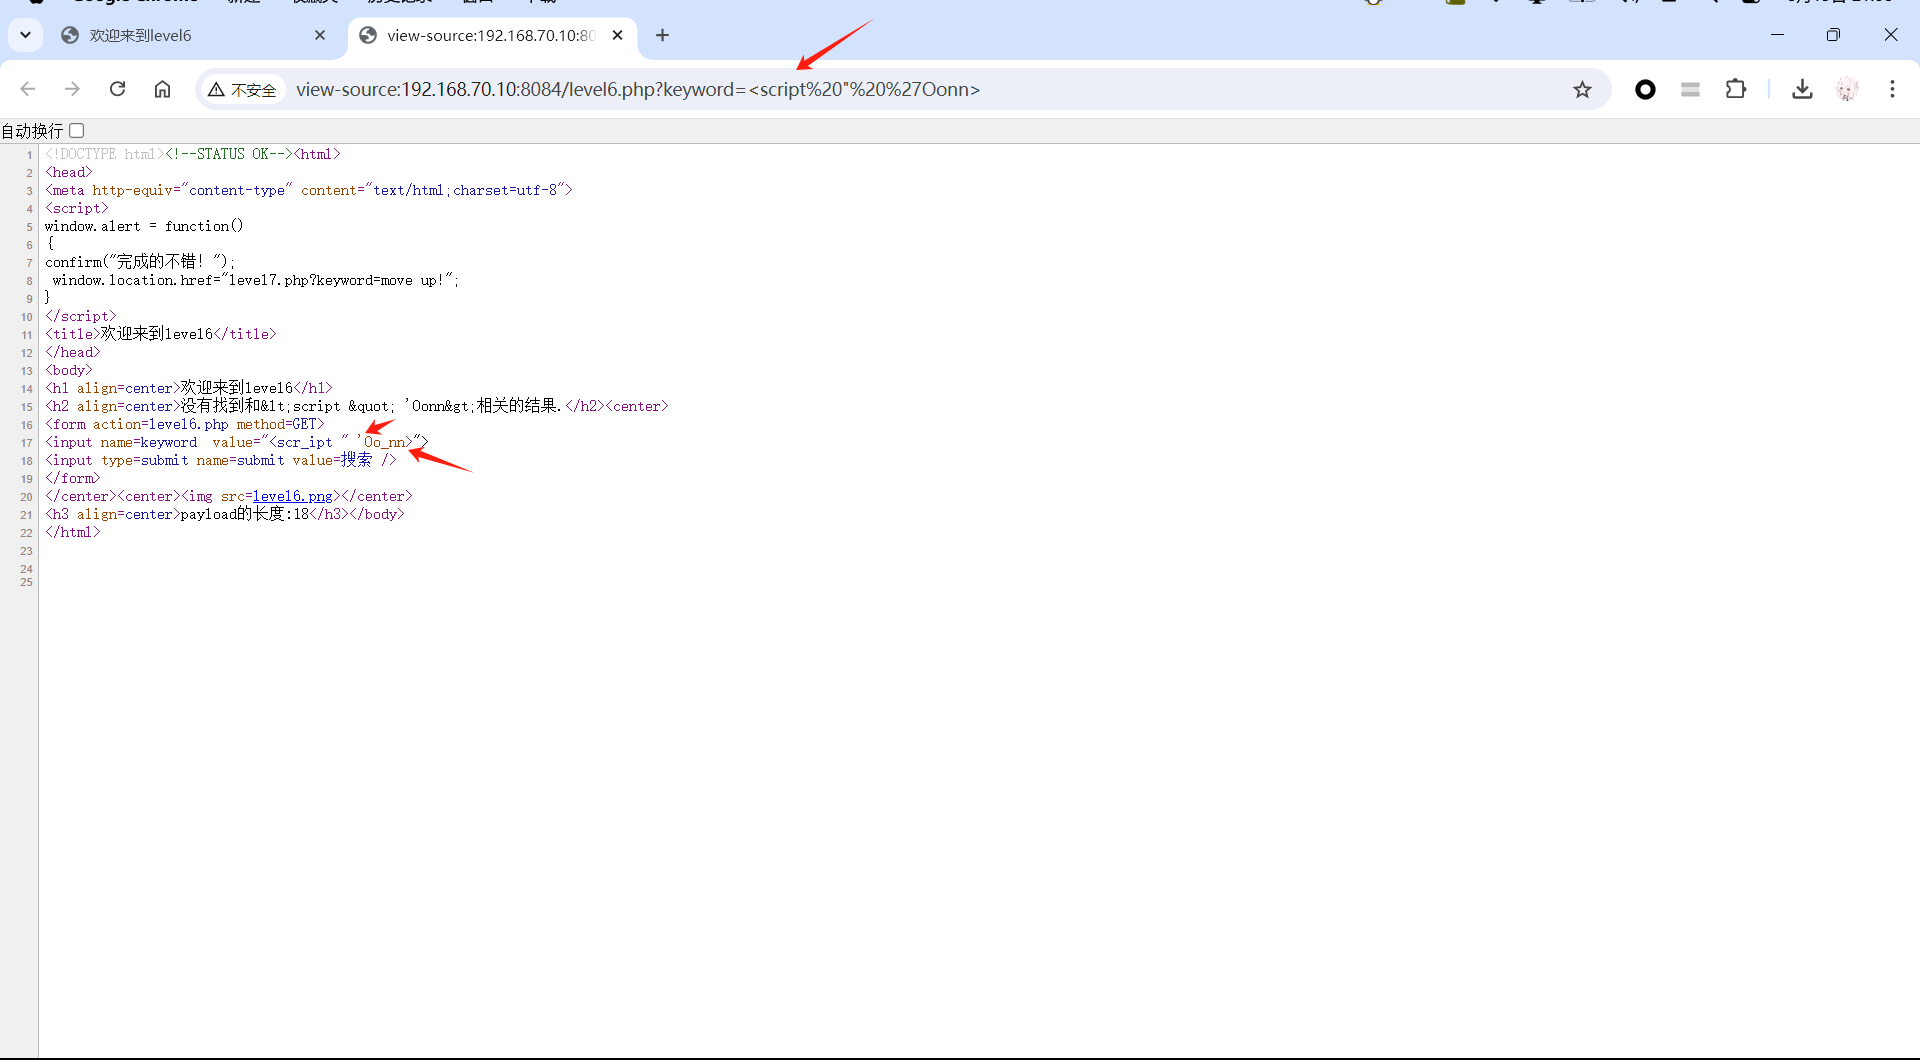 Google Chrome
欢迎来到level6
view-source:192.168.70.10:80
不安全
view-source:192.168.70.10:8084/level6.php?keyword=<script%20"%20%27Oonn>
自动换行
1 <!DOCTYPE html><!--STATUS OK--><html>
2 <head>
3 <meta http-equiv="content-type" content="text/html;charset=utf-8">
4 <script>
5 window.alert = function()
6 {
7 confirm("完成的不错！");
8  window.location.href="level7.php?keyword=move up!";
9 }
10 </script>
11 <title>欢迎来到level6</title>
12 </head>
13 <body>
14 <h1 align=center>欢迎来到level6</h1>
15 <h2 align=center>没有找到和&lt;script &quot; 'Oonn&gt;相关的结果.</h2><center>
16 <form action=level6.php method=GET>
17 <input name=keyword  value="<scr_ipt " 'Oo_nn>">
18 <input type=submit name=submit value=搜索 />
19 </form>
20 </center><center><img src=level6.png></center>
21 <h3 align=center>payload的长度:18</h3></body>
22 </html>
23
24
25